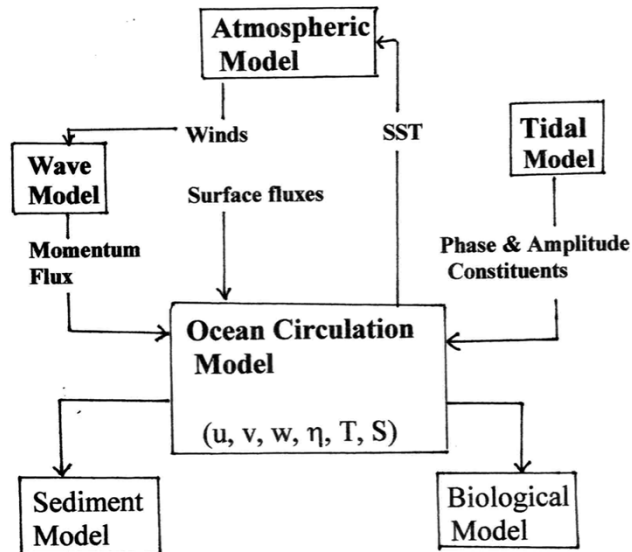 Atmospheric
Model
Winds
SST
Tidal
Model
Wave
Model
Surface fluxes
Momentum
Flux
Phase & Amplitude
Constituents
Ocean Circulation
Model
(u, v, w, η, T, S)
Sediment
Model
Biological
Model